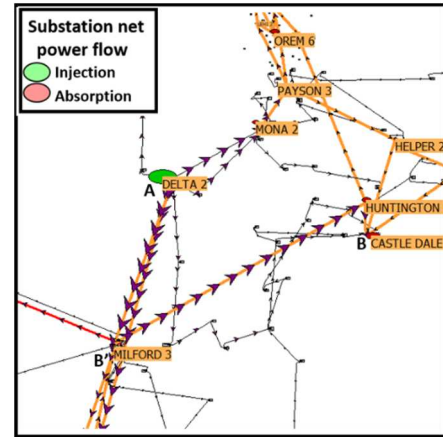 Substation net
power flow
Injection
Absorption
OREM 6
PAYSON 3
MONA 2
HELPER 2
A
DELTA 2
HUNTINGTON
B
CASTLE DALE
B'
MILFORD 3